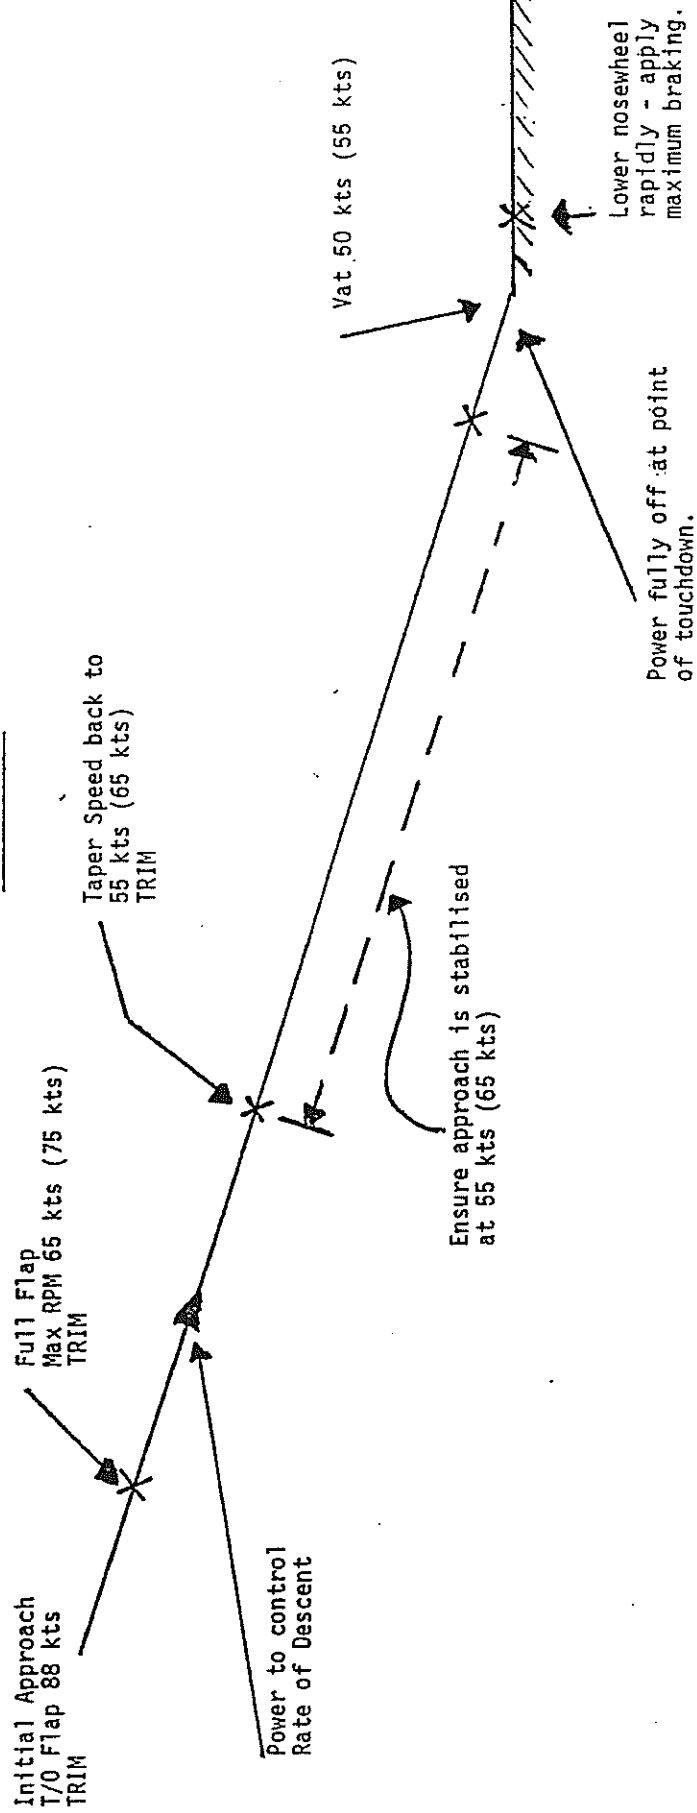 Initial Approach
T/O Flap 88 kts
TRIM
Full Flap
Max RPM 65 kts (75 kts)
TRIM
Power to control
Rate of Descent
Taper Speed back to
55 kts (65 kts)
TRIM
Ensure approach is stabilised
at 55 kts (65 kts)
Vat 50 kts (55 kts)
Power fully off at point
of touchdown.
Lower nosewheel
rapidly - apply
maximum braking.